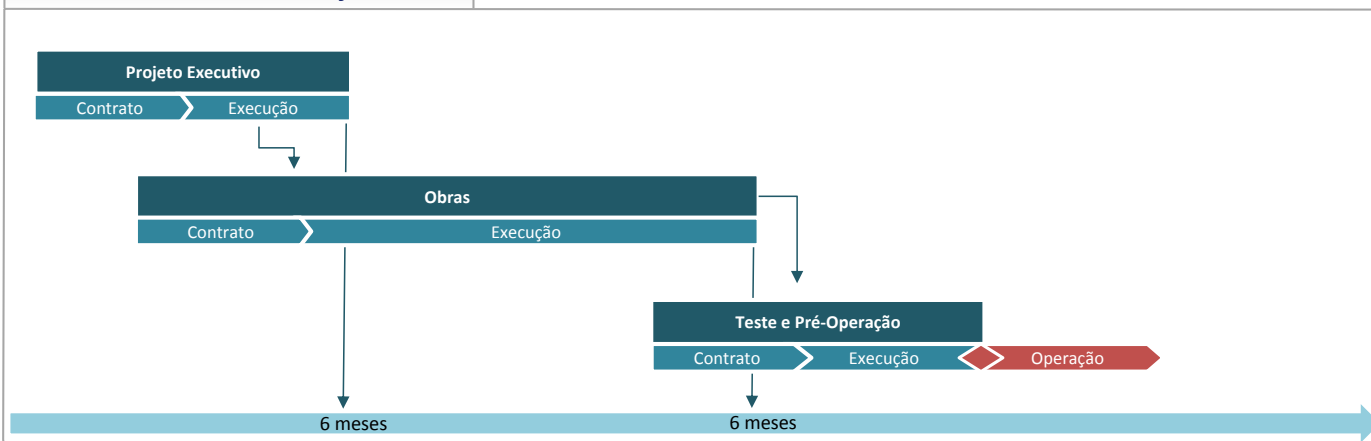 Projeto Executivo
Contrato Execução
Obras
Contrato Execução
Teste e Pré-Operação
Contrato Execução Operação
6 meses 6 meses